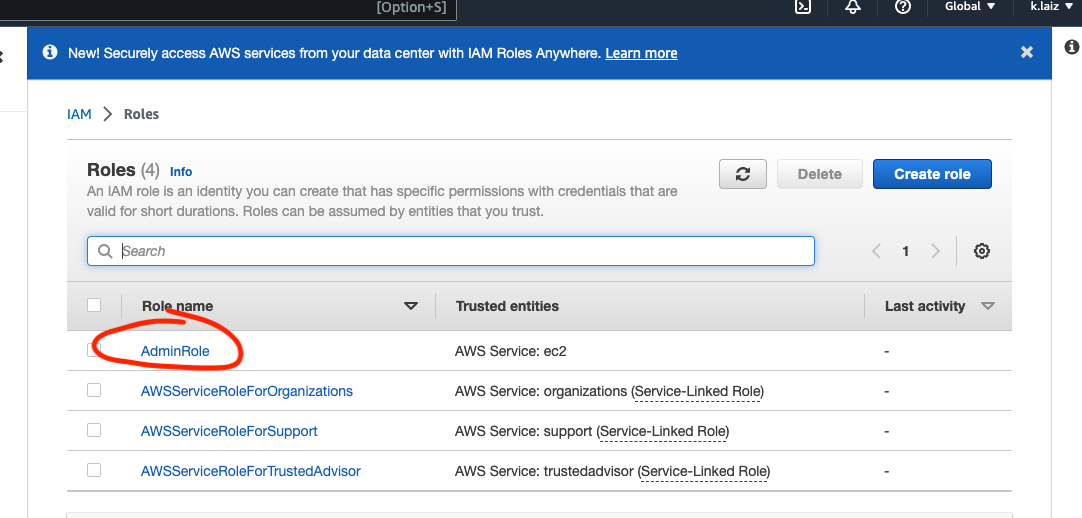 [Option+S]
Global ▼
k.laiz ▼
New! Securely access AWS services from your data center with IAM Roles Anywhere. Learn more
IAM > Roles
Roles (4) Info
An IAM role is an identity you can create that has specific permissions with credentials that are
valid for short durations. Roles can be assumed by entities that you trust.
Delete
Create role
Search
1
Role name
Trusted entities
Last activity
AdminRole
AWS Service: ec2
-
AWSServiceRoleForOrganizations
AWS Service: organizations (Service-Linked Role)
-
AWSServiceRoleForSupport
AWS Service: support (Service-Linked Role)
-
AWSServiceRoleForTrustedAdvisor
AWS Service: trustedadvisor (Service-Linked Role)
-